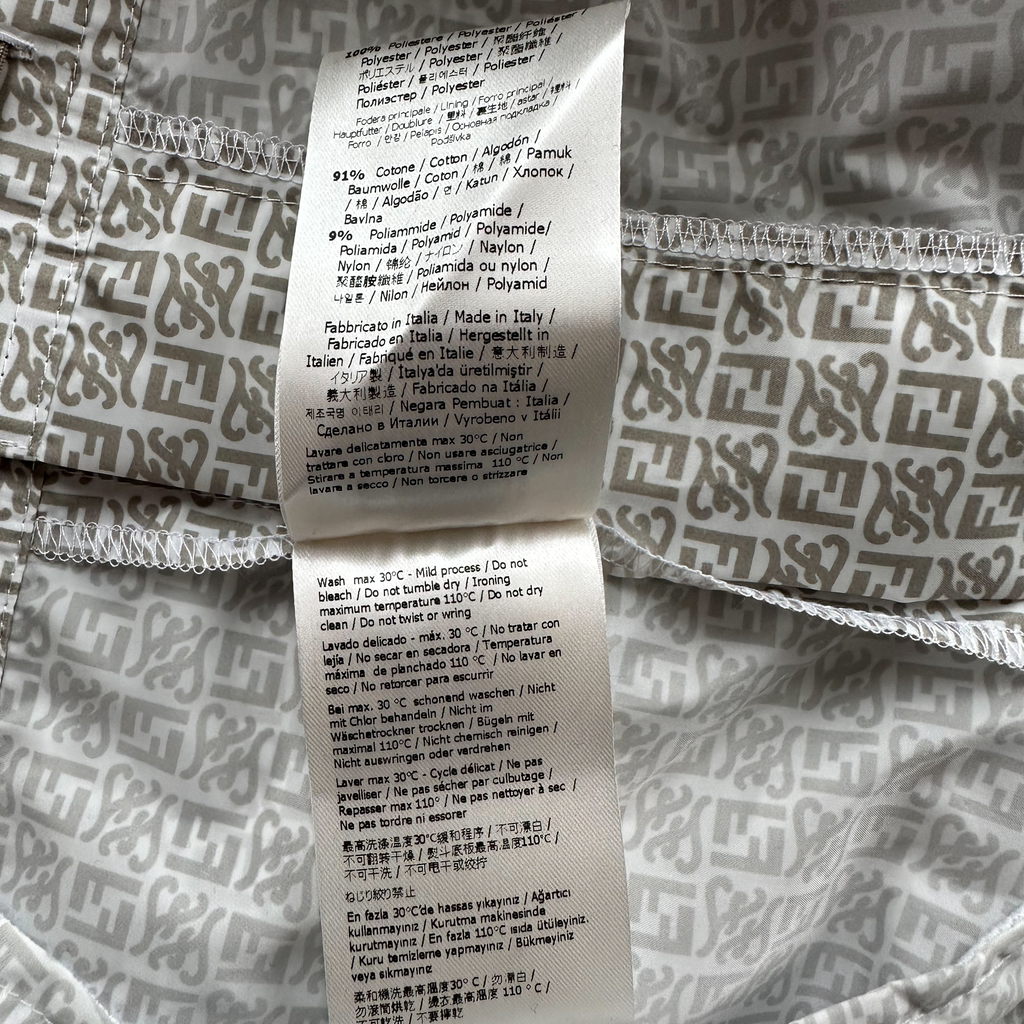 100% Poliestere / Polyester / Poliéster /
Polyester / Polyester / 聚酯纤维 /
ポリエステル / Polyester / 聚酯纖維 /
Poliéster / 폴리에스터 / Poliester /
Полиэстер / Polyester
Fodera principale / Lining / Forro principal /
Hauptfutter / Doublure / 里料 / 裏生地 / astar / 裡料 /
Forro / 안감 / Pelapis / Основная подкладка /
Podšívka
91% Cotone / Cotton / Algodón /
Baumwolle / Coton / 棉 / 綿 / Pamuk
/ 棉 / Algodão / 면 / Katun / Хлопок /
Bavlna
9% Poliammide / Polyamide /
Poliamida / Polyamid / Polyamide/
Nylon / 锦纶 / ナイロン / Naylon /
聚醯胺纖維 / Poliamida ou nylon /
나일론 / Nilon / Нейлон / Polyamid
Fabbricato in Italia / Made in Italy /
Fabricado en Italia / Hergestellt in
Italien / Fabriqué en Italie / 意大利制造 /
イタリア製 / İtalya'da üretilmiştir /
義大利製造 / Fabricado na Itália /
제조국명 이태리 / Negara Pembuat : Italia /
Сделано в Италии / Vyrobeno v Itálii
Lavare delicatamente max 30°C / Non
trattare con cloro / Non usare asciugatrice /
Stirare a temperatura massima 110 °C / Non
lavare a secco / Non torcere o strizzare
Wash max 30°C - Mild process / Do not
bleach / Do not tumble dry / Ironing
maximum temperature 110°C / Do not dry
clean / Do not twist or wring
Lavado delicado - máx. 30 °C / No tratar con
lejía / No secar en secadora / Temperatura
máxima de planchado 110 °C / No lavar en
seco / No retorcer para escurrir
Bei max. 30 °C schonend waschen / Nicht
mit Chlor behandeln / Nicht im
Wäschetrockner trocknen / Bügeln mit
maximal 110°C / Nicht chemisch reinigen /
Nicht auswringen oder verdrehen
Laver max 30°C - Cycle délicat / Ne pas
javelliser / Ne pas sécher par culbutage /
Repasser max 110° / Ne pas nettoyer à sec /
Ne pas tordre ni essorer
最高洗涤温度30°C缓和程序 / 不可漂白 /
不可翻转干燥 / 熨斗底板最高温度110°C /
不可干洗 / 不可甩干或绞拧
ねじり絞り禁止
En fazla 30°C'de hassas yıkayınız / Ağartıcı
kullanmayınız / Kurutma makinesinde
kurutmayınız / En fazla 110°C ısıda ütüleyiniz.
/ Kuru temizleme yapmayınız / Bükmeyiniz
veya sıkmayınız
柔和機洗最高溫度30°C / 勿漂白 /
勿滾筒烘乾 / 燙衣最高溫度 110 °C /
不可乾洗 / 不要擰乾